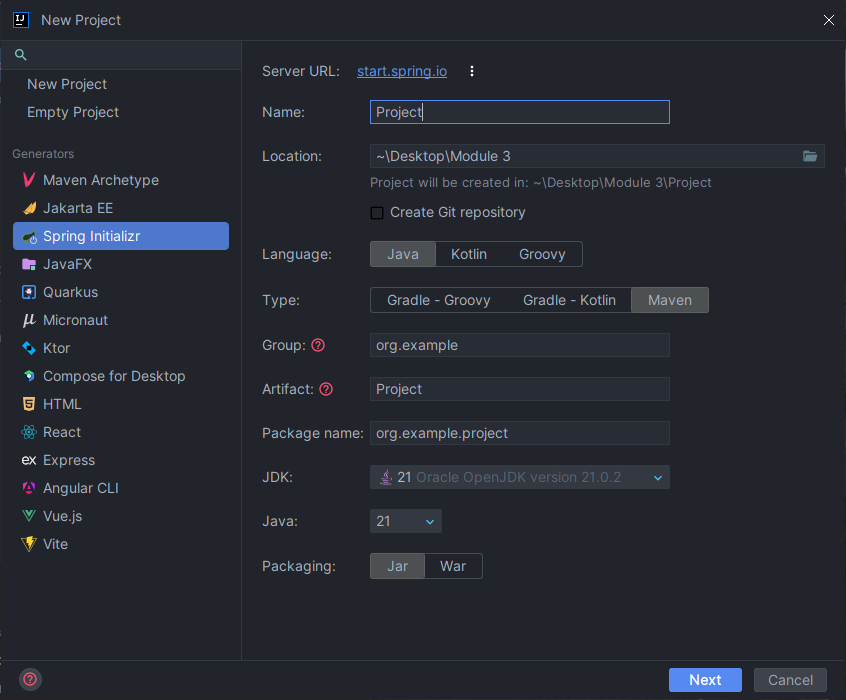 New Project
New Project
Empty Project
Generators
Maven Archetype
Jakarta EE
Spring Initializr
JavaFX
Quarkus
Micronaut
Ktor
Compose for Desktop
HTML
React
ex Express
Angular CLI
Vue.js
Vite
Server URL: start.spring.io
Name: Project
Location: ~\Desktop\Module 3
Project will be created in: ~\Desktop\Module 3\Project
Create Git repository
Language: Java Kotlin Groovy
Type: Gradle - Groovy Gradle - Kotlin Maven
Group: ? org.example
Artifact: ? Project
Package name: org.example.project
JDK: 21 Oracle OpenJDK version 21.0.2
Java: 21
Packaging: Jar War
? Next Cancel